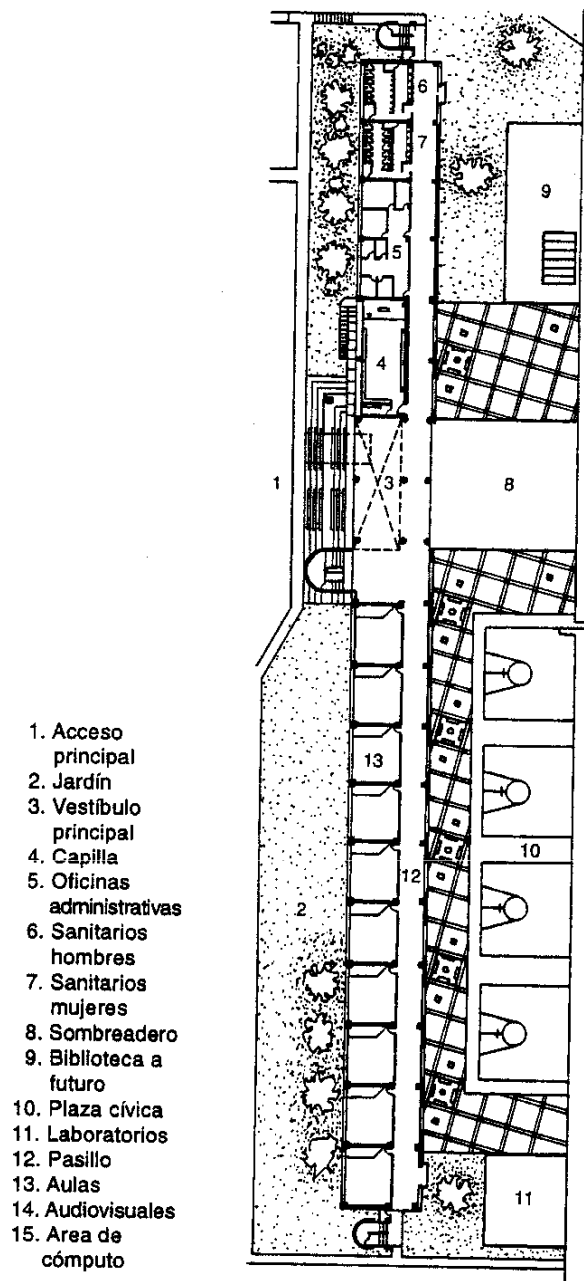 6
7
9
5
4
1
3
8
13
10
12
2
11
1. Acceso
principal
2. Jardín
3. Vestíbulo
principal
4. Capilla
5. Oficinas
administrativas
6. Sanitarios
hombres
7. Sanitarios
mujeres
8. Sombreadero
9. Biblioteca a
futuro
10. Plaza cívica
11. Laboratorios
12. Pasillo
13. Aulas
14. Audiovisuales
15. Area de
cómputo